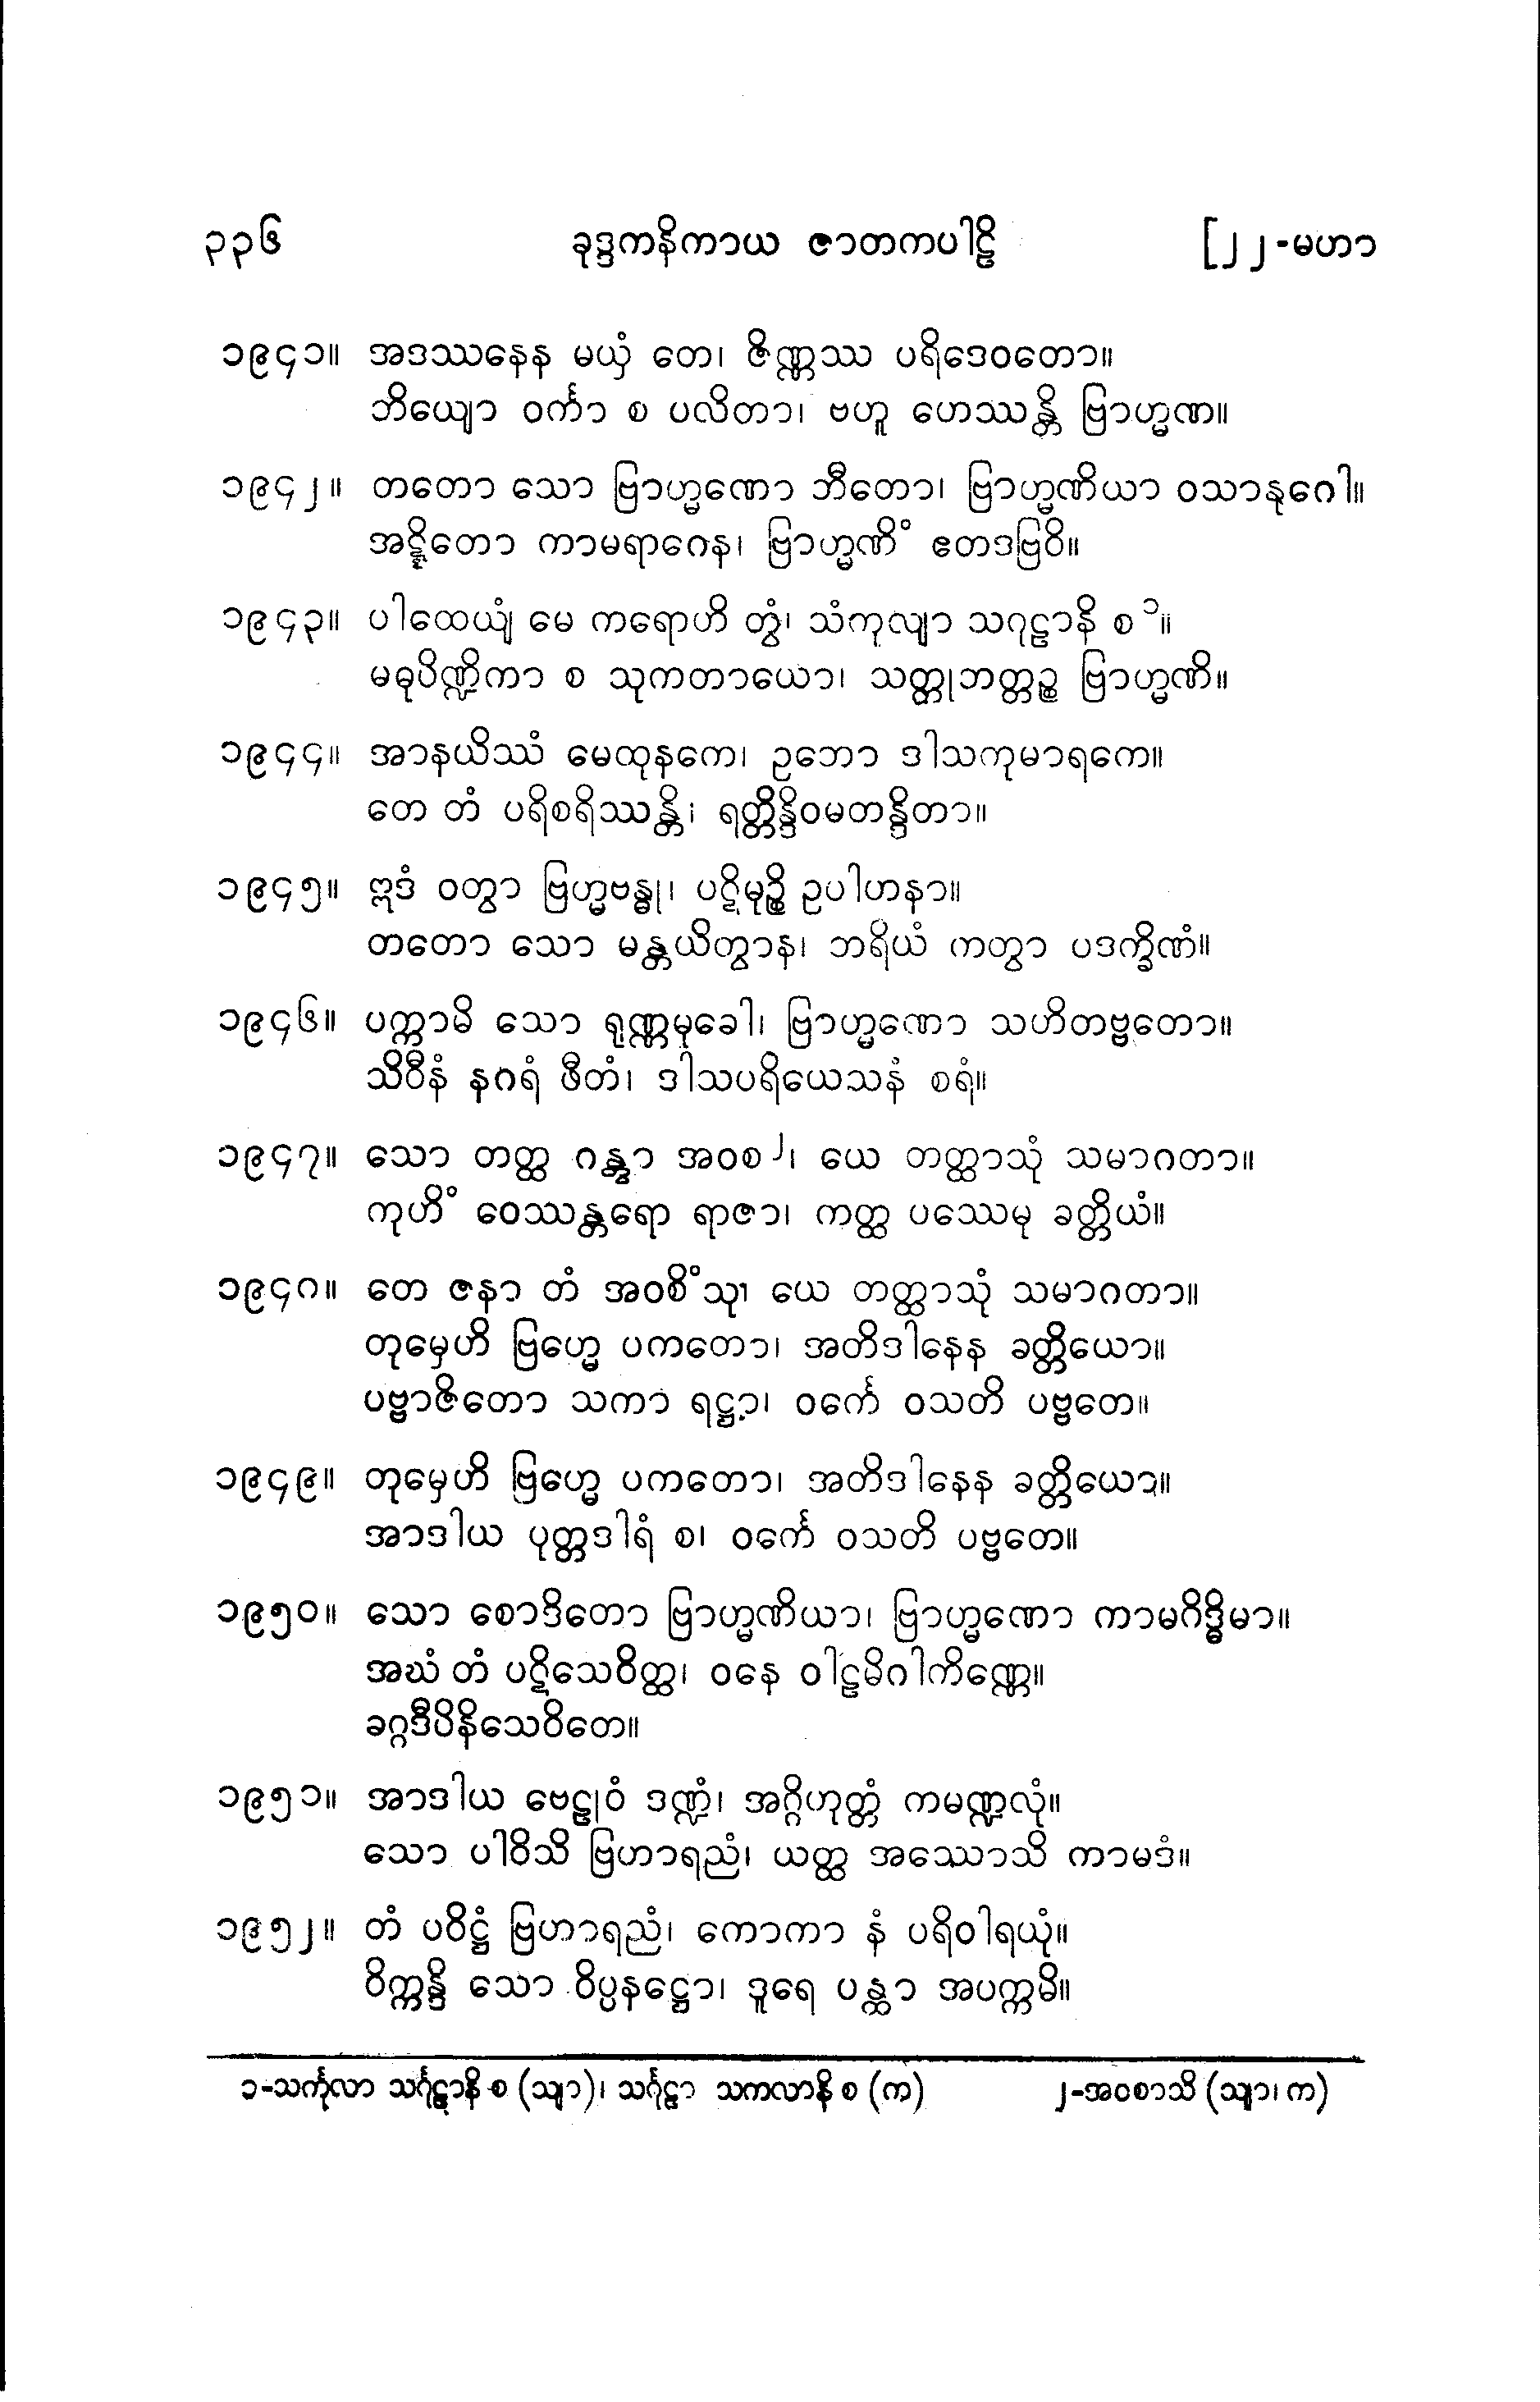 ၃၃၆ ခုဒ္ဒကနိကာယ ဇာတကပါဠိ [၂၂-မဟာ
၁၉၄၁။ အဒဿနေန မယှံ တေ၊ ဇိဏ္ဏဿ ပရိဒေဝတော။
ဘိယျော ဝင်္ကာ စ ပလိတာ၊ ဗဟူ ဟေဿန္တိ ဗြာဟ္မဏ။
၁၉၄၂။ တတော သော ဗြာဟ္မဏော ဘီတော၊ ဗြာဟ္မဏိယာ ဝသာနုဂေါ။
အဋ္ဋိတော ကာမရာဂေန၊ ဗြာဟ္မဏိံ ဧတဒဗြဝိ။
၁၉၄၃။ ပါထေယျံ မေ ကရောဟိ တွံ၊ သံကုလျာ သဂုဠာနိ စ ၁။
မဓုပိဏ္ဍိကာ စ သုကတာယော၊ သတ္တုဘတ္တဉ္စ ဗြာဟ္မဏိ။
၁၉၄၄။ အာနယိဿံ မေထုနကေ၊ ဥဘော ဒါသကုမာရကေ။
တေ တံ ပရိစရိဿန္တိ၊ ရတ္တိန္ဒိဝမတန္ဒိတာ။
၁၉၄၅။ ဣဒံ ဝတွာ ဗြဟ္မဗန္ဓု၊ ပဋိမုဉ္စိ ဥပါဟနာ။
တတော သော မန္တယိတွာန၊ ဘရိယံ ကတွာ ပဒက္ခိဏံ။
၁၉၄၆။ ပက္ကာမိ သော ရုဏ္ဏမုခေါ၊ ဗြာဟ္မဏော သဟိတဗ္ဗတော။
သိဝီနံ နဂရံ ဖီတံ၊ ဒါသပရိယေသနံ စရံ။
၁၉၄၇။ သော တတ္ထ ဂန္တွာ အဝစ ၂၊ ယေ တတ္ထာသုံ သမာဂတာ။
ကုဟိံ ဝေဿန္တရော ရာဇာ၊ ကတ္ထ ပဿေမု ခတ္တိယံ။
၁၉၄၈။ တေ ဇနာ တံ အဝစိံသု၊ ယေ တတ္ထာသုံ သမာဂတာ။
တုမှေဟိ ဗြဟ္မေ ပကတော၊ အတိဒါနေန ခတ္တိယော။
ပဗ္ဗာဇိတော သကာ ရဋ္ဌာ၊ ဝင်္ကေ ဝသတိ ပဗ္ဗတေ။
၁၉၄၉။ တုမှေဟိ ဗြဟ္မေ ပကတော၊ အတိဒါနေန ခတ္တိယော။
အာဒါယ ပုတ္တဒါရံ စ၊ ဝင်္ကေ ဝသတိ ပဗ္ဗတေ။
၁၉၅၀။ သော စောဒိတော ဗြာဟ္မဏိယာ၊ ဗြာဟ္မဏော ကာမဂိဒ္ဓိမာ။
အဃံ တံ ပဋိသေဝိတ္ထ၊ ဝနေ ဝါဠမိဂါကိဏ္ဏေ။
ခဂ္ဂဒီပိနိသေဝိတေ။
၁၉၅၁။ အာဒါယ ဗေဠုဝံ ဒဏ္ဍံ၊ အဂ္ဂိဟုတ္တံ ကမဏ္ဍလုံ။
သော ပါဝိသိ ဗြဟာရညံ၊ ယတ္ထ အဿောသိ ကာမဒံ။
၁၉၅၂။ တံ ပဝိဋ္ဌံ ဗြဟာရညံ၊ ကောကာ နံ ပရိဝါရယုံ။
ဝိက္ကန္ဒိ သော ဝိပ္ပနဋ္ဌော၊ ဒူရေ ပန္ထာ အပက္ကမိ။
၁-သင်္ကုလာ သင်္ဂုဠာနိ စ (သျာ)၊ သင်္ဂုဠာ သကလာနိ စ (က) ၂-အဝစာသိ (သျာ၊ က)